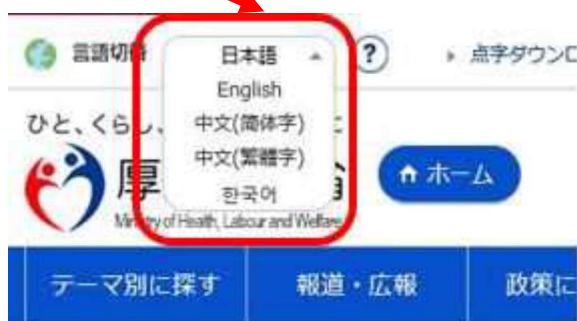 言語切替 日本語 ? 点字ダウンロ
English
ひと、くらし、 中文(简体字) に
中文(繁體字)
厚 省 ホーム
한국어
Ministry of Health, Labour and Welfare
テーマ別に探す 報道・広報 政策に